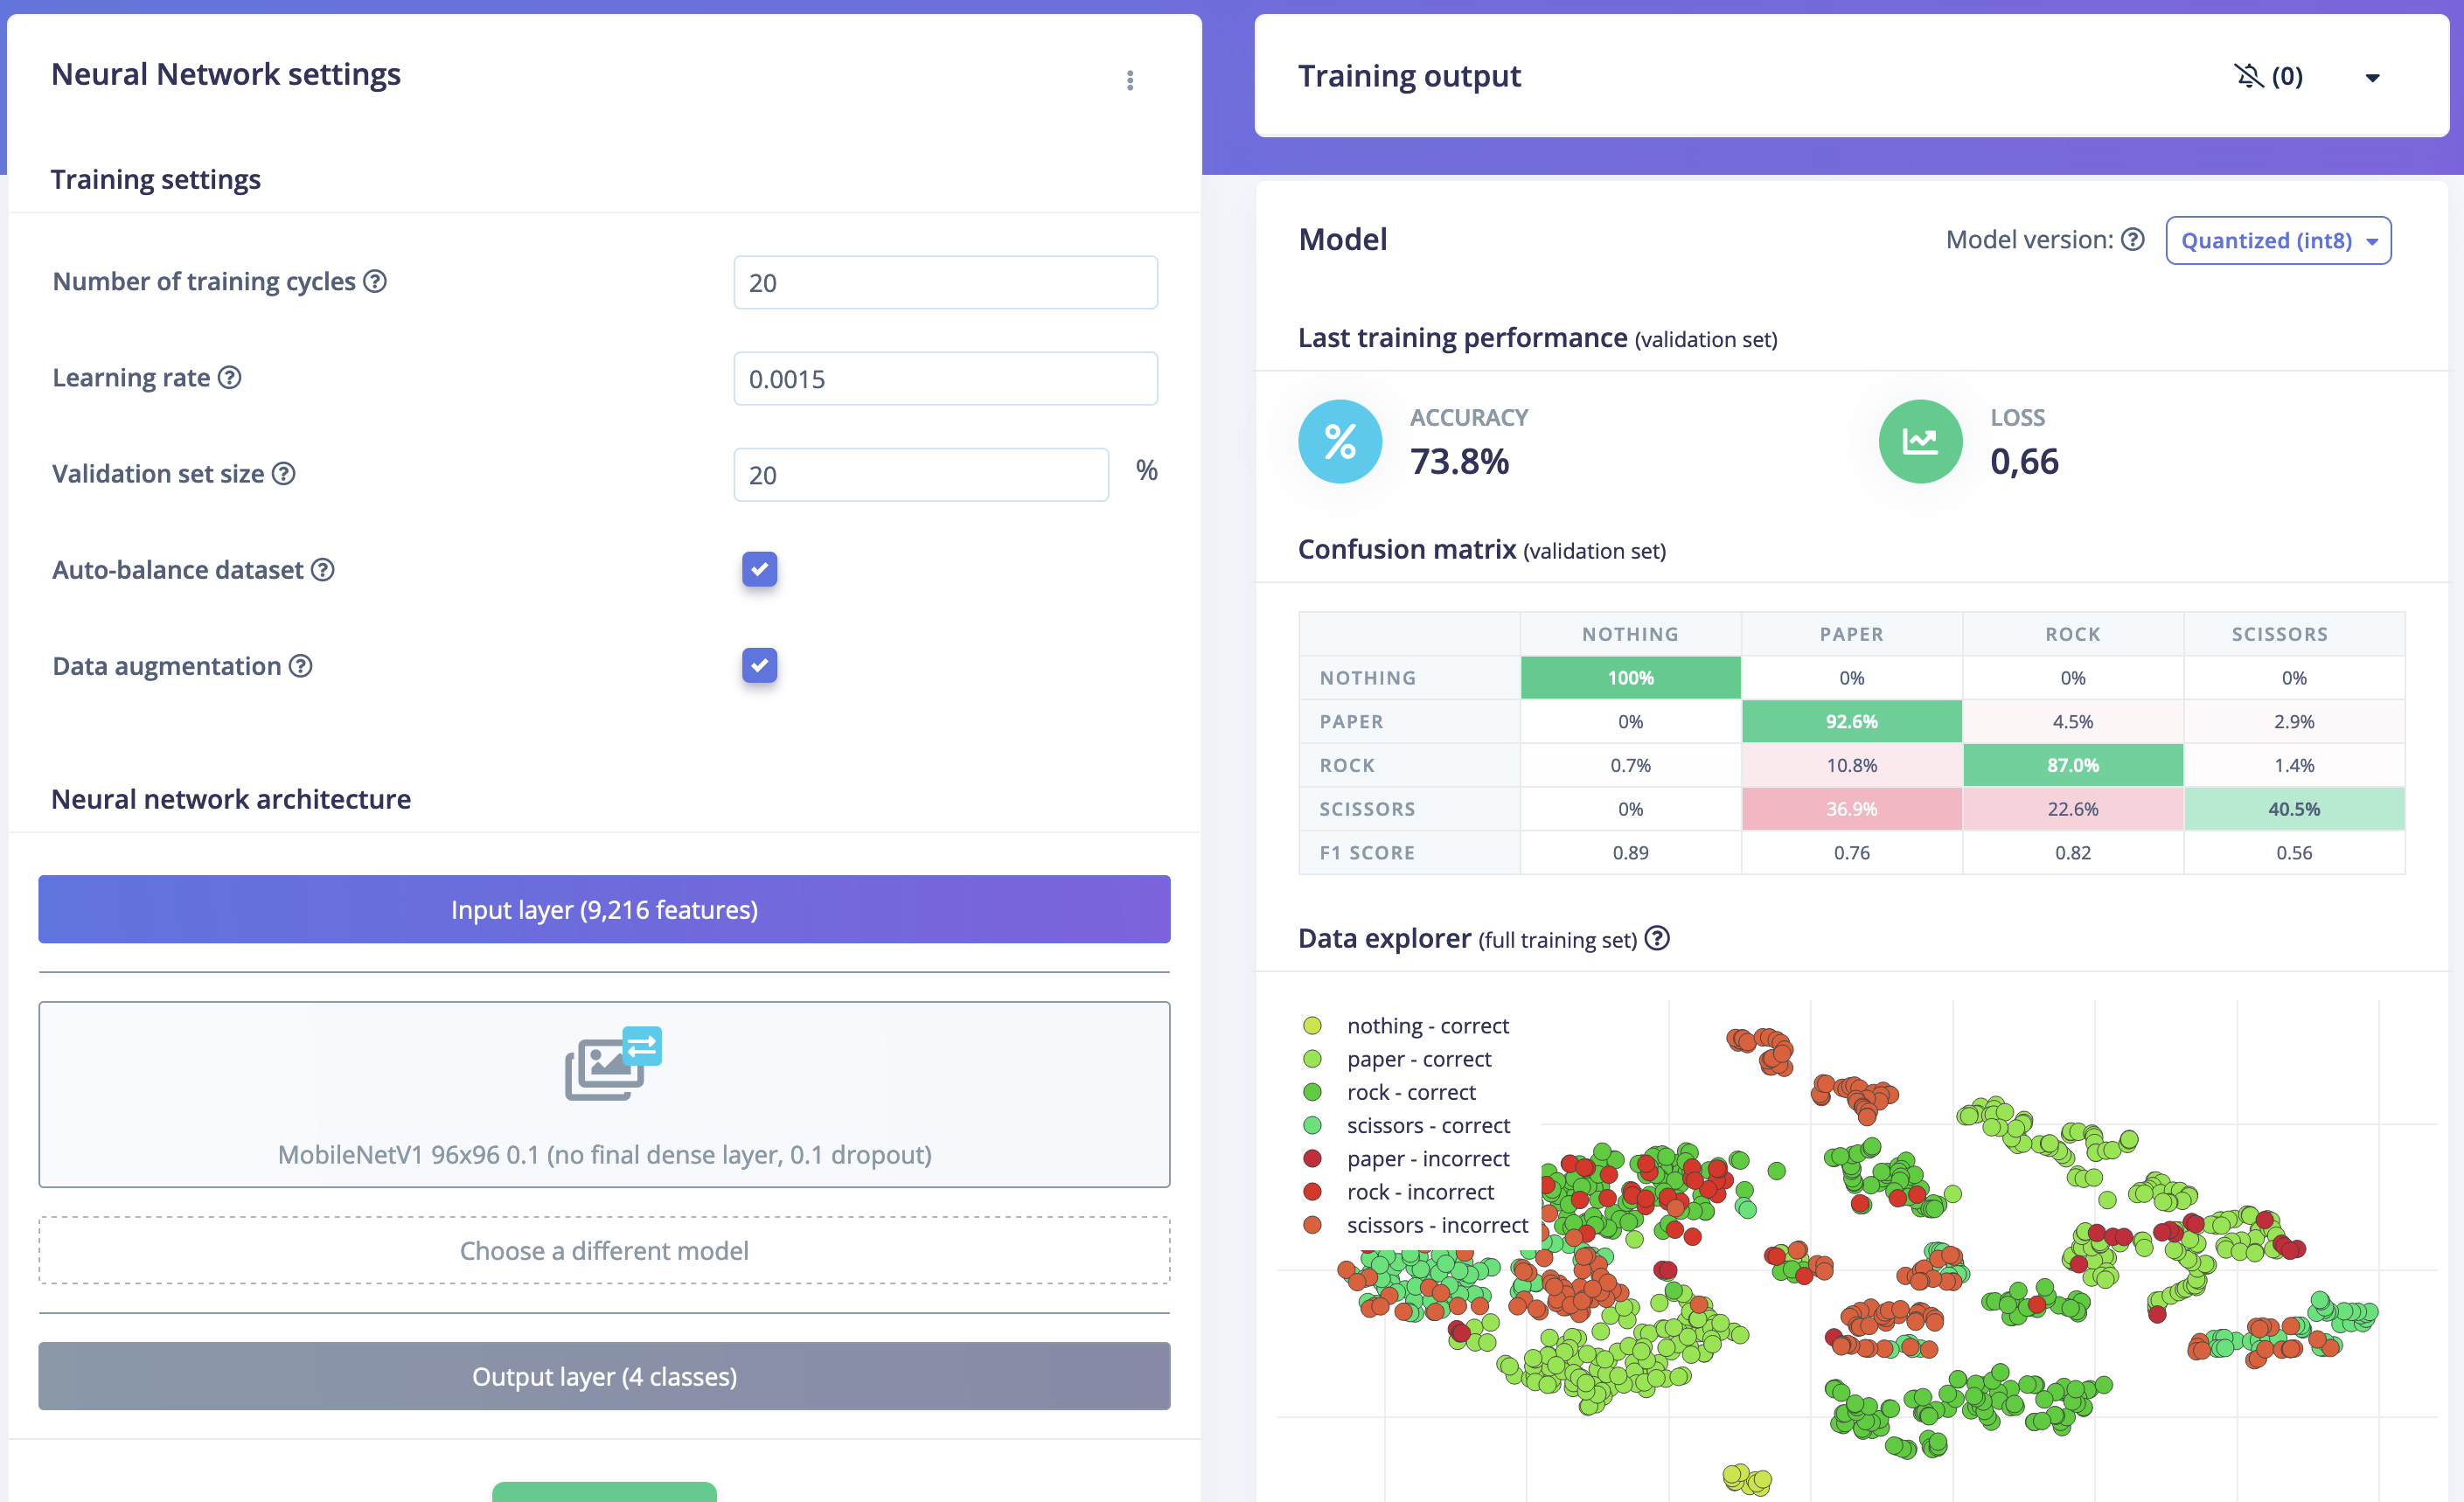 Neural Network settings
Training settings
Number of training cycles ?
20
Learning rate ?
0.0015
Validation set size ?
20
%
Auto-balance dataset ?
Data augmentation ?
Neural network architecture
Input layer (9,216 features)
MobileNetV1 96x96 0.1 (no final dense layer, 0.1 dropout)
Choose a different model
Output layer (4 classes)
Training output
(0)
Model
Model version: ?
Quantized (int8)
Last training performance (validation set)
%
ACCURACY
73.8%
LOSS
0,66
Confusion matrix (validation set)
NOTHING PAPER ROCK SCISSORS
NOTHING 100% 0% 0% 0%
PAPER 0% 92.6% 4.5% 2.9%
ROCK 0.7% 10.8% 87.0% 1.4%
SCISSORS 0% 36.9% 22.6% 40.5%
F1 SCORE 0.89 0.76 0.82 0.56
Data explorer (full training set) ?
nothing - correct
paper - correct
rock - correct
scissors - correct
paper - incorrect
rock - incorrect
scissors - incorrect